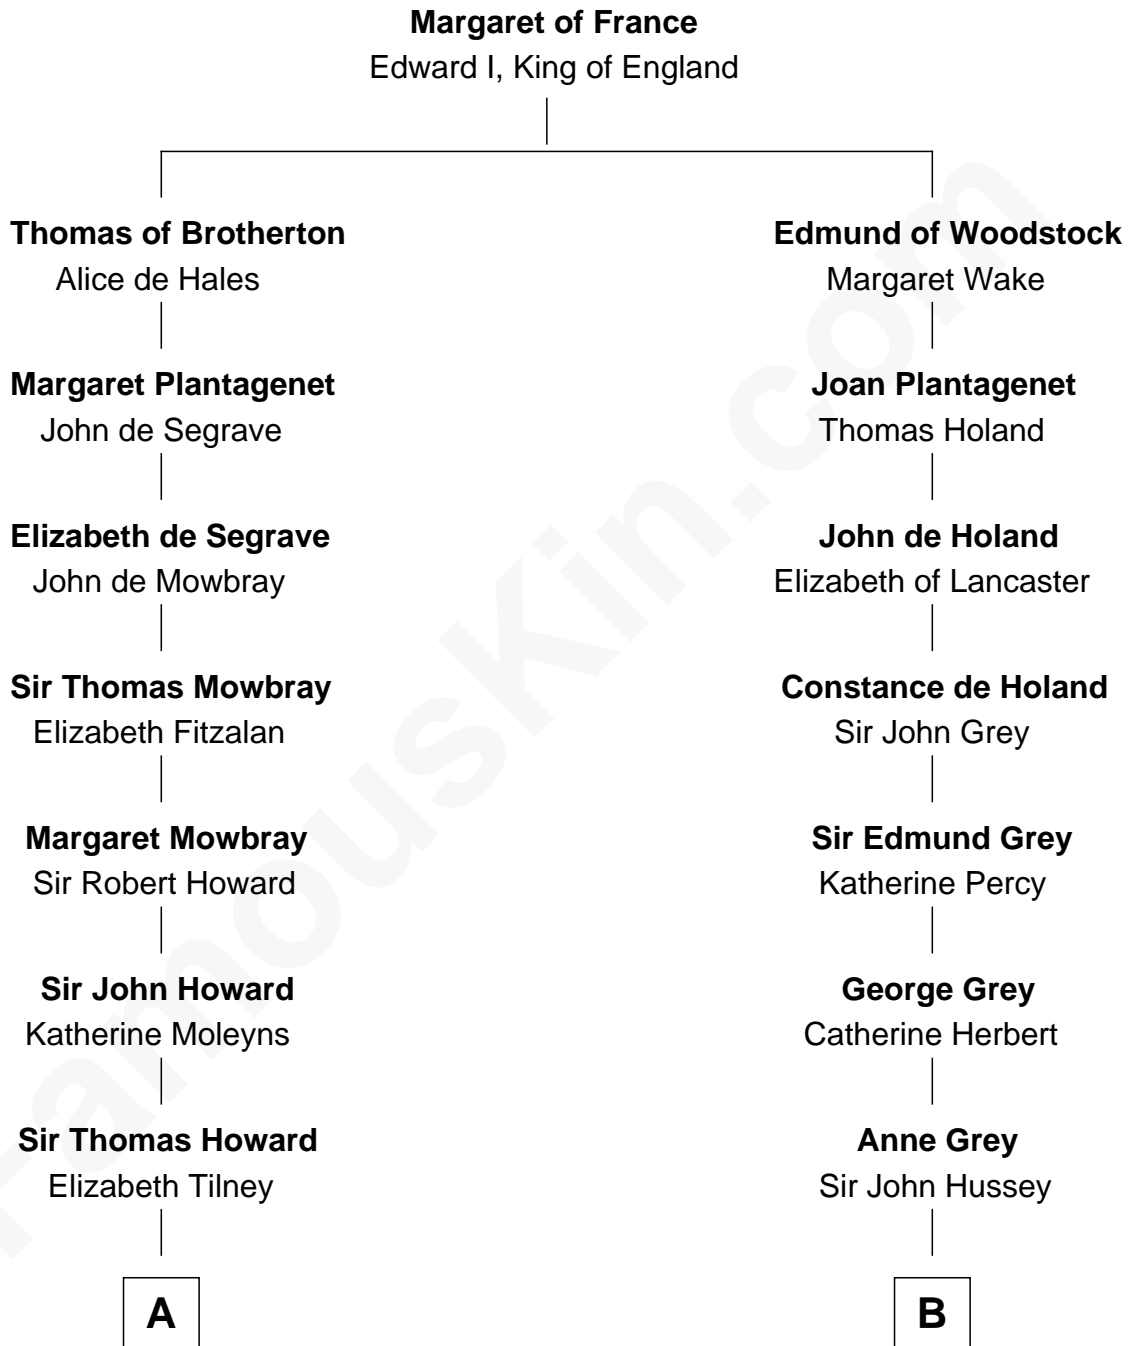 Margaret of France
Edward I, King of England
Thomas of Brotherton
Alice de Hales
Edmund of Woodstock
Margaret Wake
Margaret Plantagenet
John de Segrave
Joan Plantagenet
Thomas Holand
Elizabeth de Segrave
John de Mowbray
John de Holand
Elizabeth of Lancaster
Sir Thomas Mowbray
Elizabeth Fitzalan
Constance de Holand
Sir John Grey
Margaret Mowbray
Sir Robert Howard
Sir Edmund Grey
Katherine Percy
Sir John Howard
Katherine Moleyns
George Grey
Catherine Herbert
Sir Thomas Howard
Elizabeth Tilney
Anne Grey
Sir John Hussey
A
B
FamousKin.com